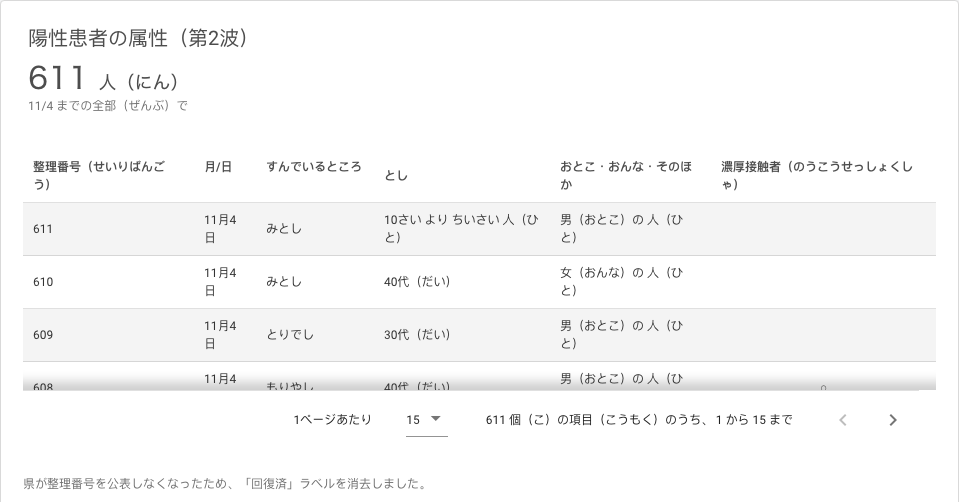 陽性患者の属性（第2波）
611 人（にん）
11/4 までの全部（ぜんぶ）で
整理番号（せいりばんごう） 月/日 すんでいるところ とし おとこ・おんな・そのほか 濃厚接触者（のうこうせっしょくしゃ）
611 11月4日 みとし 10さい より ちいさい 人（ひと） 男（おとこ）の 人（ひと）
610 11月4日 みとし 40代（だい） 女（おんな）の 人（ひと）
609 11月4日 とりでし 30代（だい） 男（おとこ）の 人（ひと）
608 11月4 もりやし 40代（だい） 男（おとこ）の 人（ひ
1ページあたり 15 611 個（こ）の項目（こうもく）のうち、1 から 15 まで
県が整理番号を公表しなくなったため、「回復済」ラベルを消去しました。